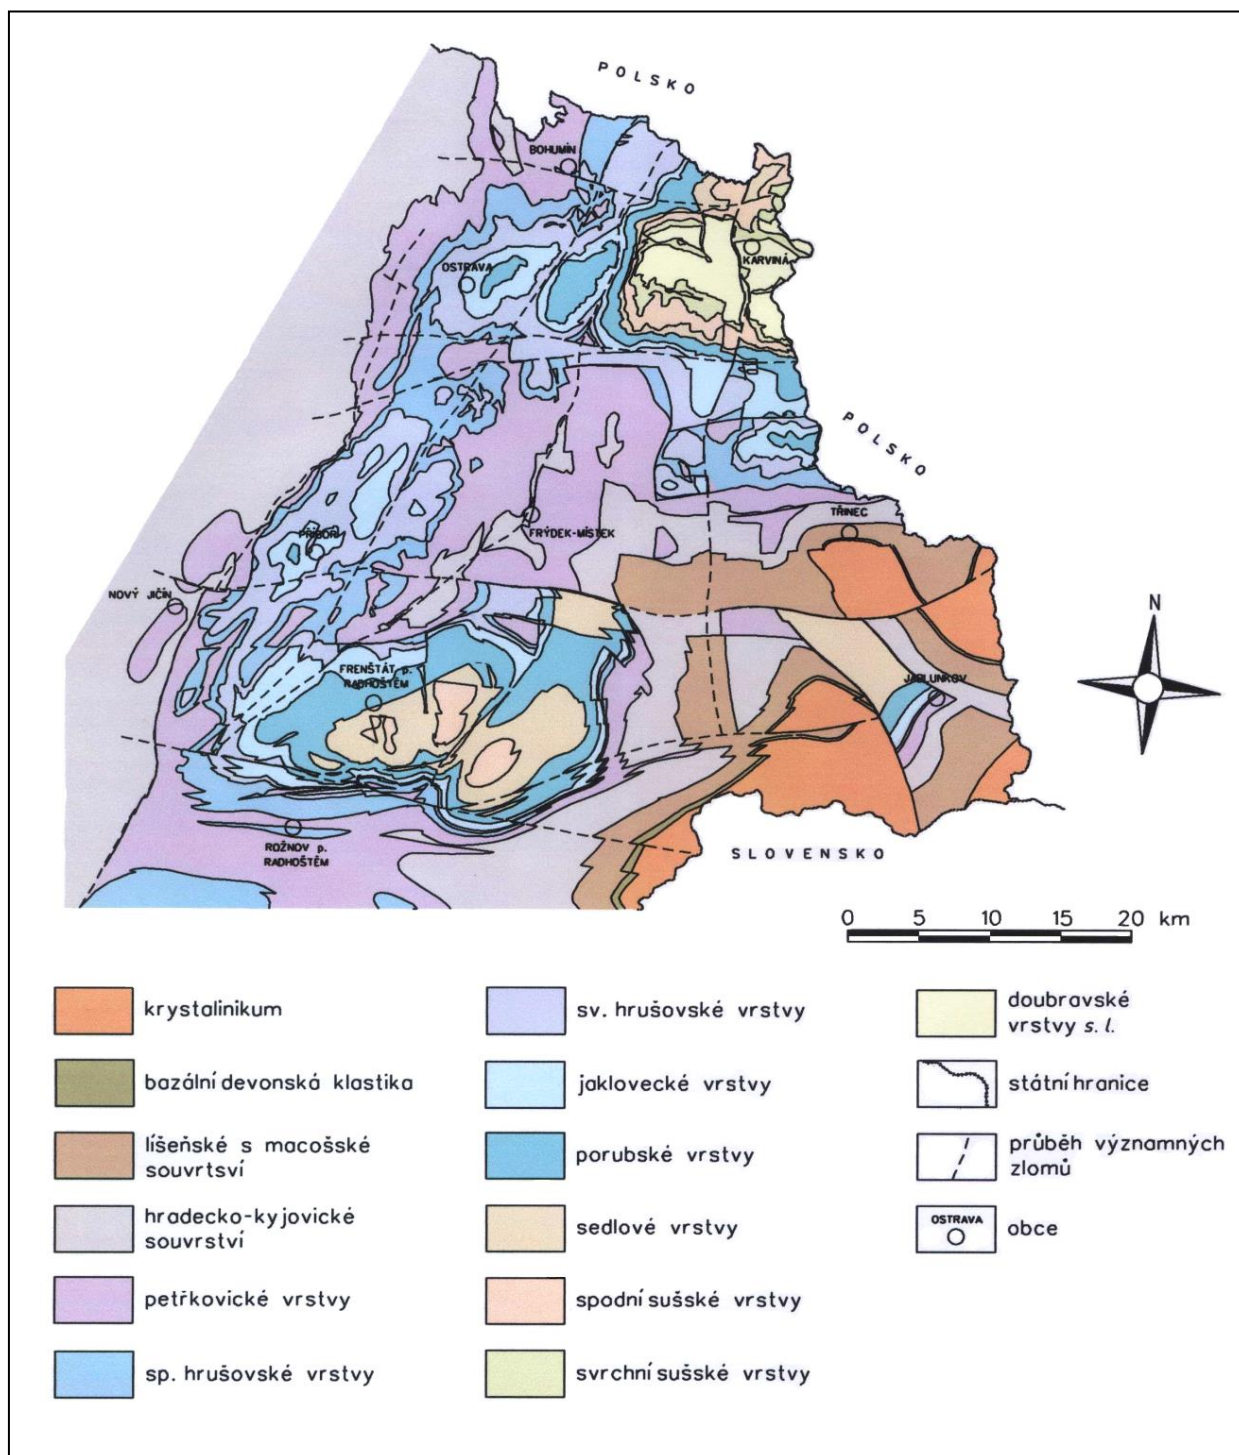 POLSKO
BOHUMÍN
OSTRAVA
KARVINÁ
POLSKO
TŘINEC
FRÝDEK-MÍSTEK
PŘÍBOR
NOVÝ JIČÍN
N
FRENŠTÁT p.
RADHOŠTĚM
JABLUNKOV
ROŽNOV p.
RADHOŠTĚM
SLOVENSKO
0 5 10 15 20 km
krystalinikum
bazální devonská klastika
líšeňské s macošské
souvrtsví
hradecko-kyjovické
souvrství
petřkovické vrstvy
sp. hrušovské vrstvy
sv. hrušovské vrstvy
jaklovecké vrstvy
porubské vrstvy
sedlové vrstvy
spodní sušské vrstvy
svrchní sušské vrstvy
doubravské
vrstvy s. l.
státní hranice
průběh významných
zlomů
OSTRAVA
obce